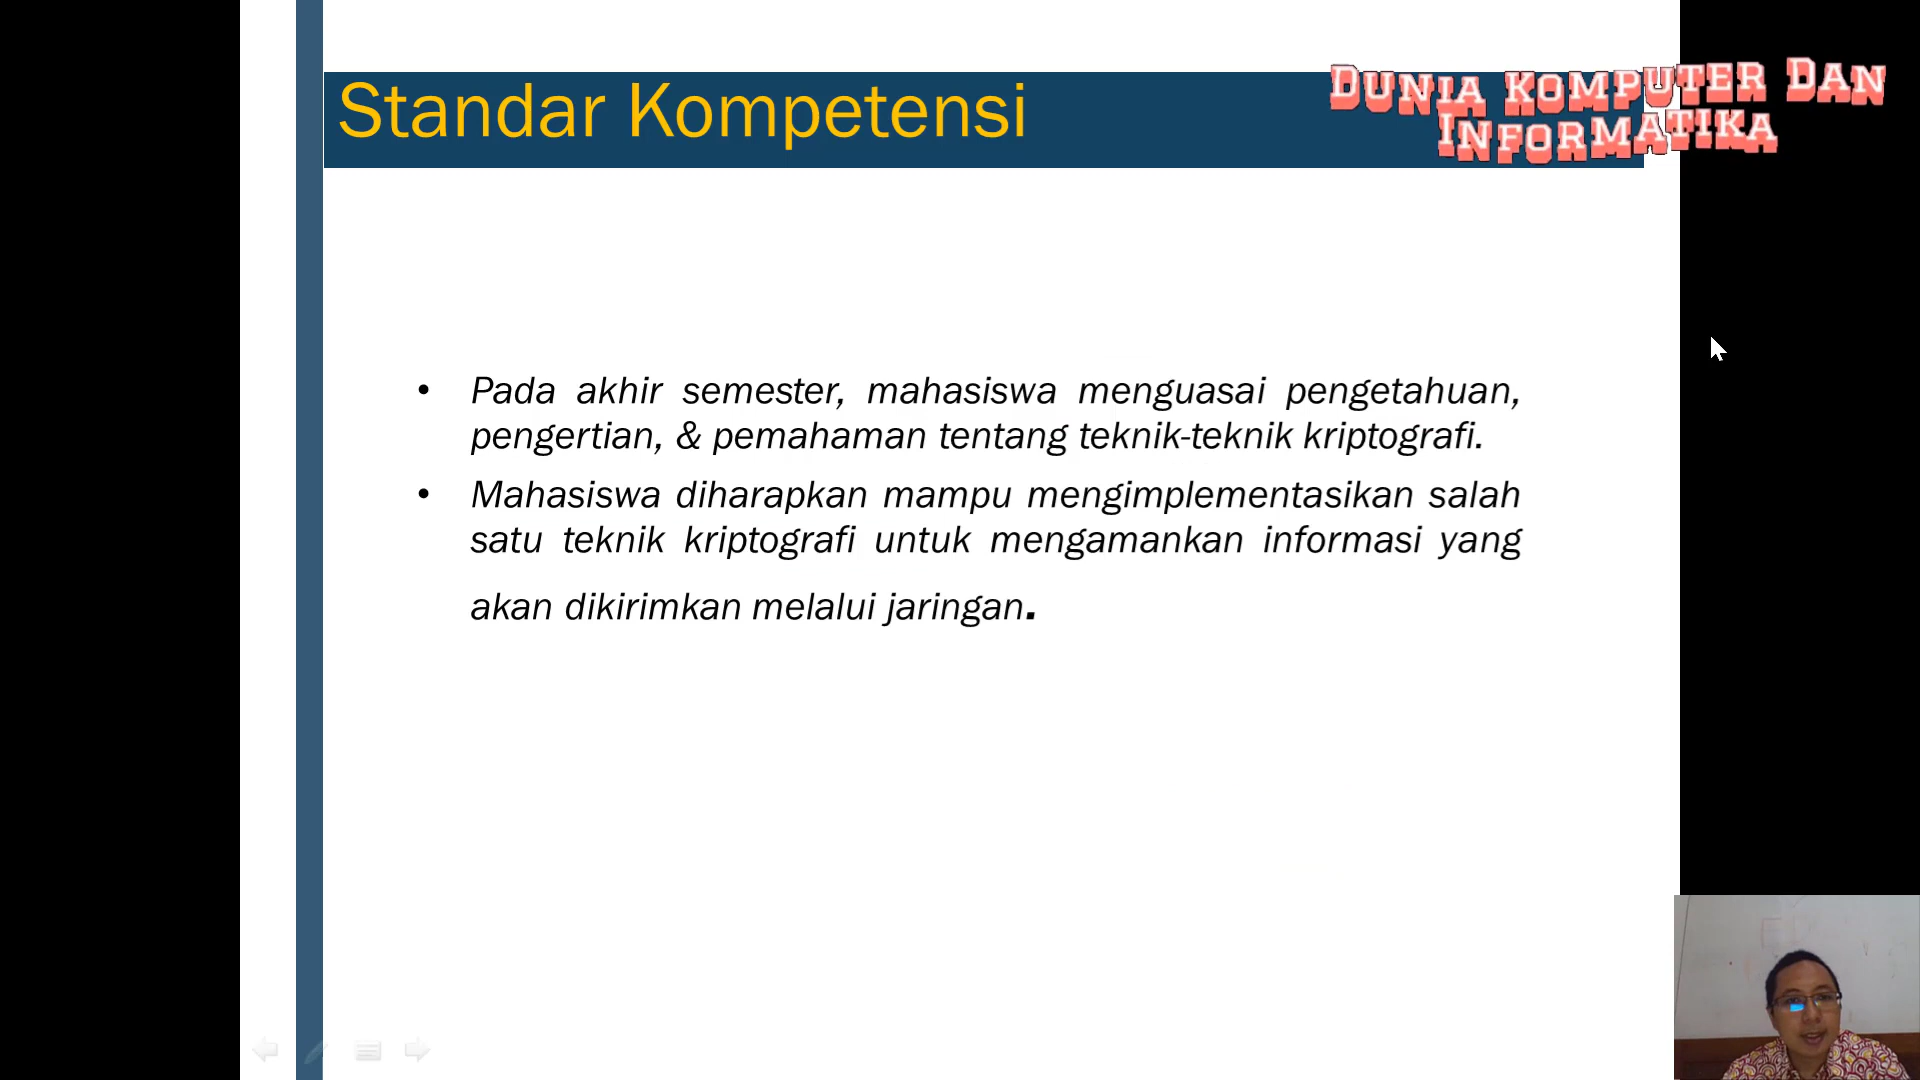 Standar Kompetensi
DUNIA KOMPUTER DAN
INFORMATIKA
• Pada akhir semester, mahasiswa menguasai pengetahuan,
pengertian, & pemahaman tentang teknik-teknik kriptografi.
• Mahasiswa diharapkan mampu mengimplementasikan salah
satu teknik kriptografi untuk mengamankan informasi yang
akan dikirimkan melalui jaringan.